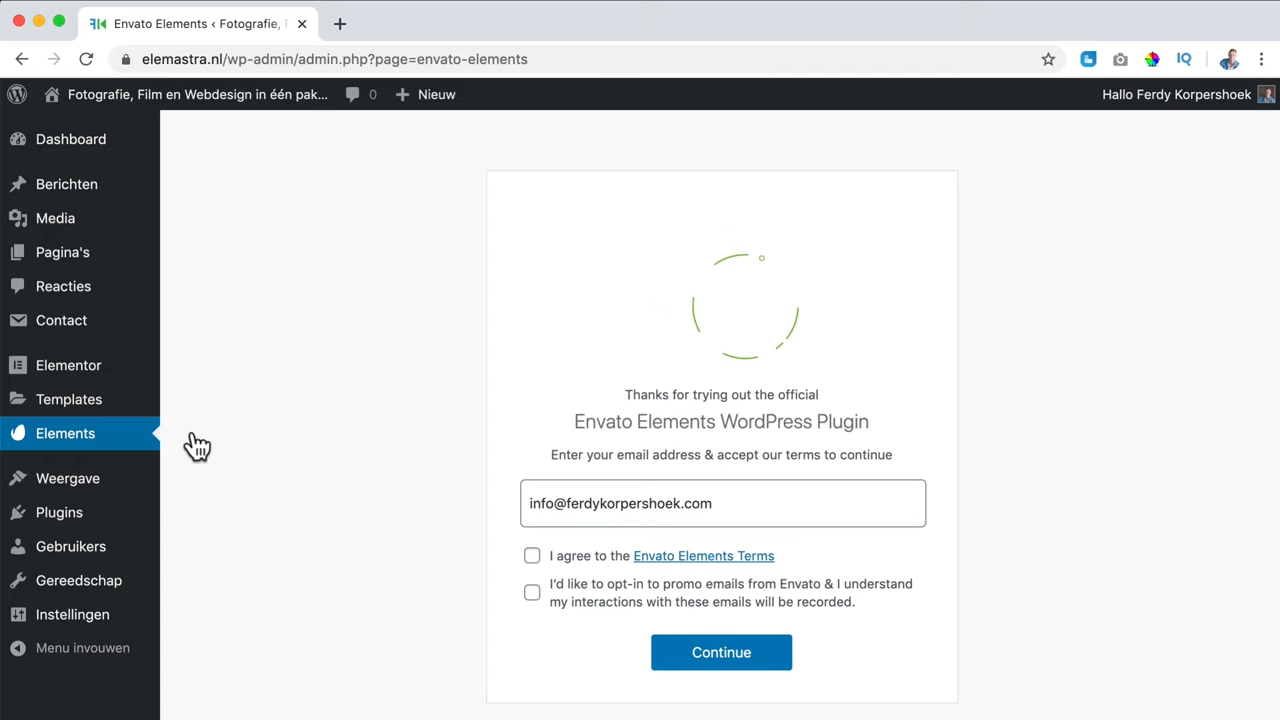 Envato Elements ‹ Fotografie, F
elemastra.nl/wp-admin/admin.php?page=envato-elements
IQ
Fotografie, Film en Webdesign in één pak...
0
Nieuw
Hallo Ferdy Korpershoek
Dashboard
Berichten
Media
Pagina's
Reacties
Contact
Elementor
Templates
Elements
Weergave
Plugins
Gebruikers
Gereedschap
Instellingen
Menu invouwen
Thanks for trying out the official
Envato Elements WordPress Plugin
Enter your email address & accept our terms to continue
info@ferdykorpershoek.com
I agree to the Envato Elements Terms
I'd like to opt-in to promo emails from Envato & I understand
my interactions with these emails will be recorded.
Continue